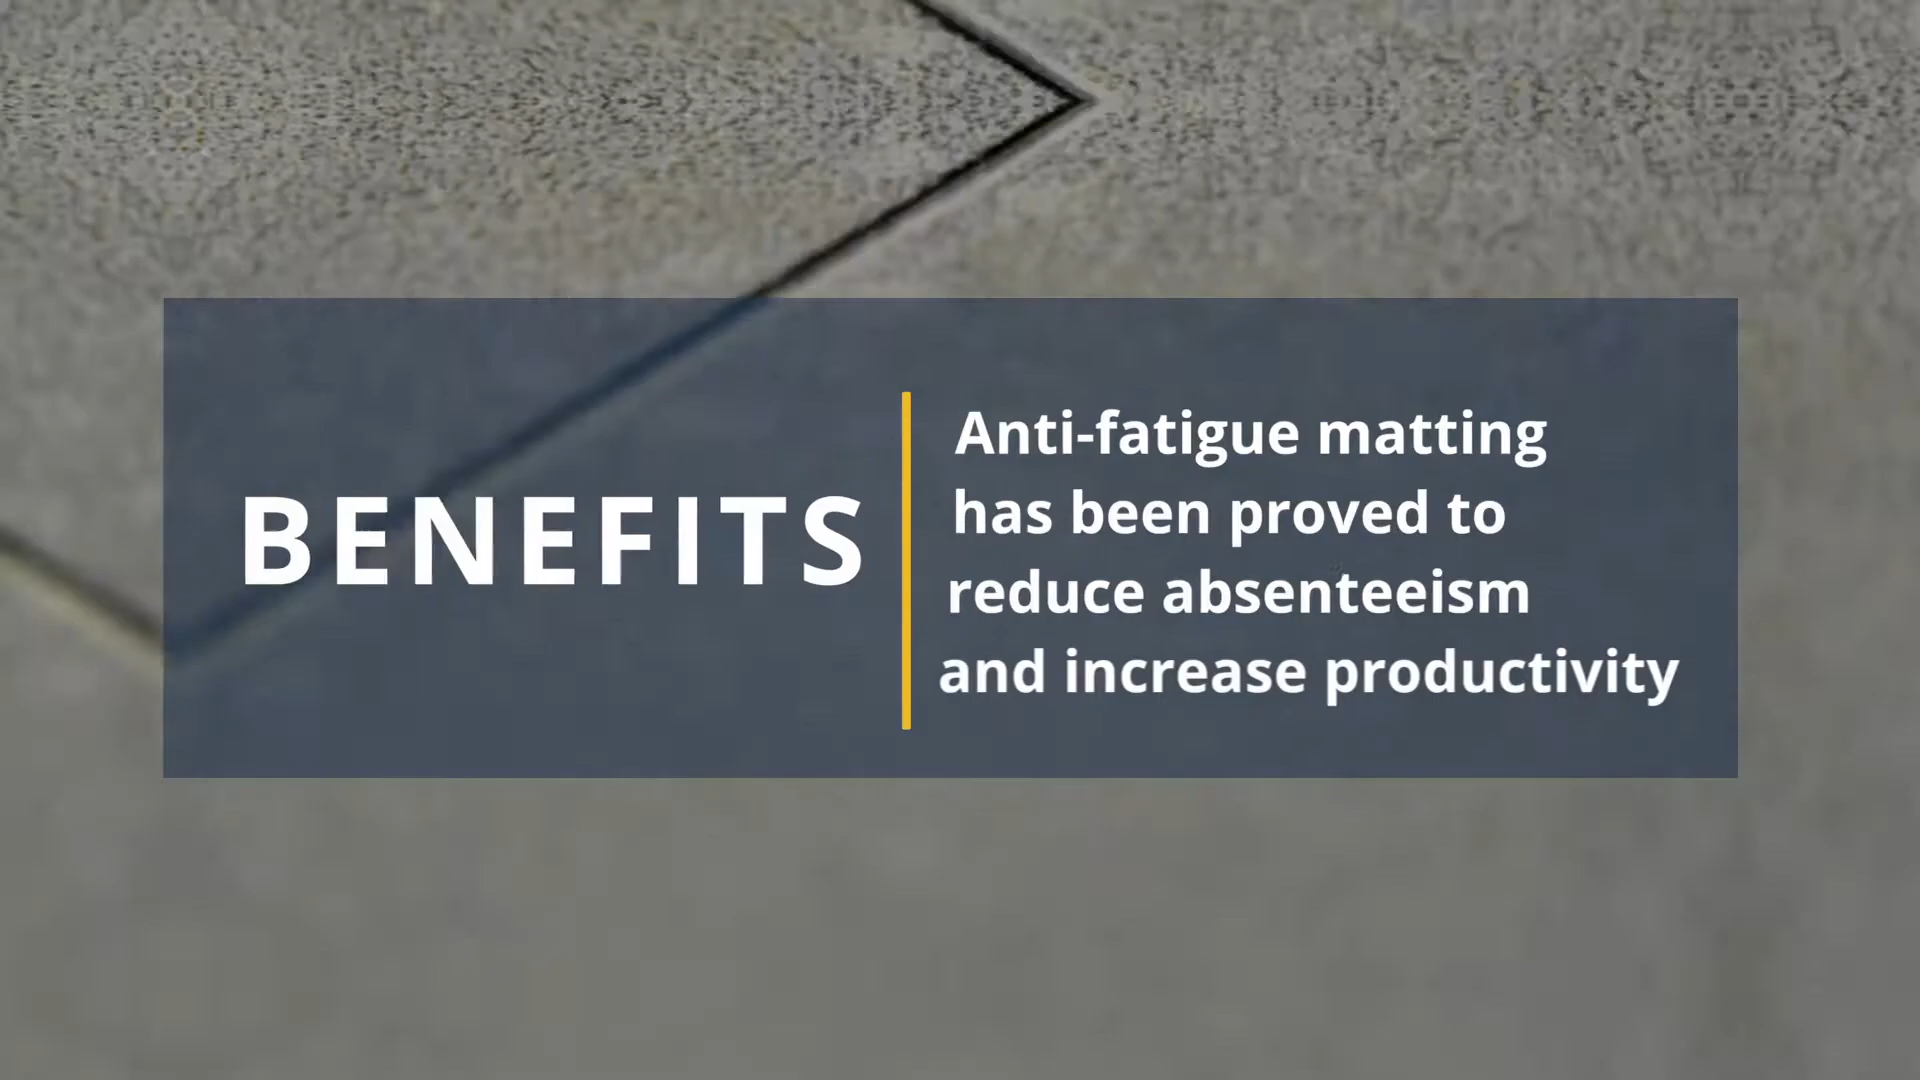 BENEFITS
Anti-fatigue matting
has been proved to
reduce absenteeism
and increase productivity